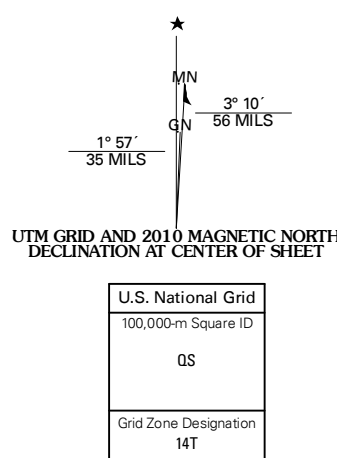 ★
MN
3° 10´
56 MILS
GN
1° 57´
35 MILS
UTM GRID AND 2010 MAGNETIC NORTH
DECLINATION AT CENTER OF SHEET
U.S. National Grid
100,000-m Square ID
QS
Grid Zone Designation
14T